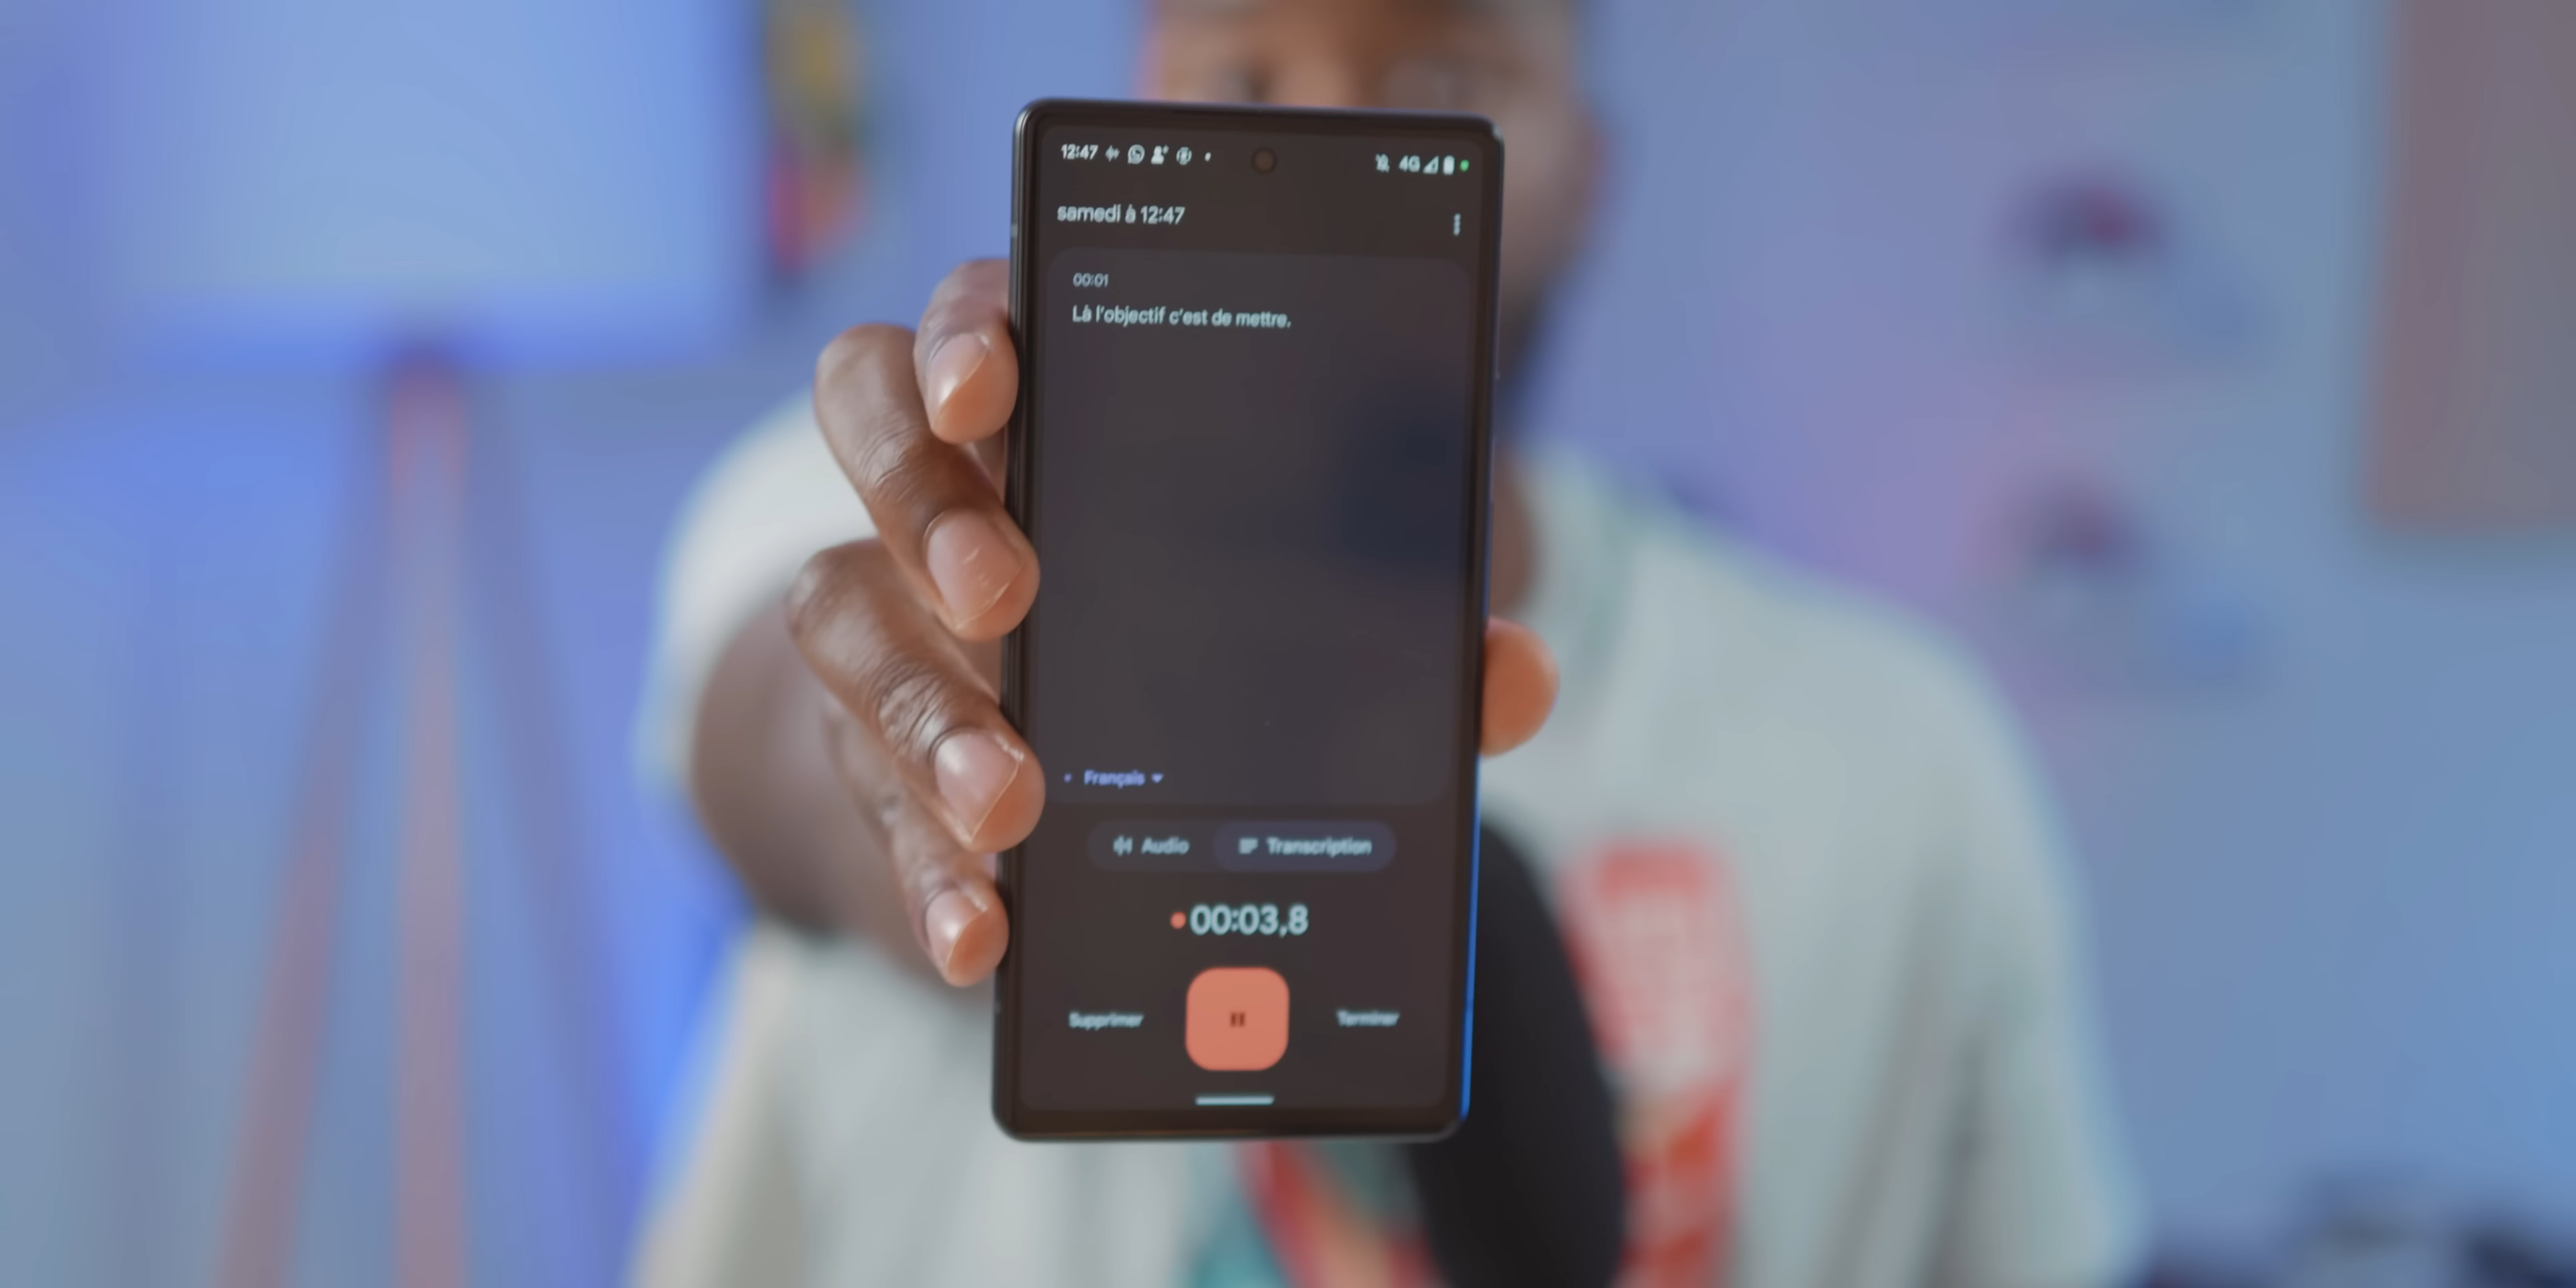 12:47
4G
samedi à 12:47
00:01
Là l'objectif c'est de mettre.
Français
Audio Transcription
00:03,8
Supprimer Terminer